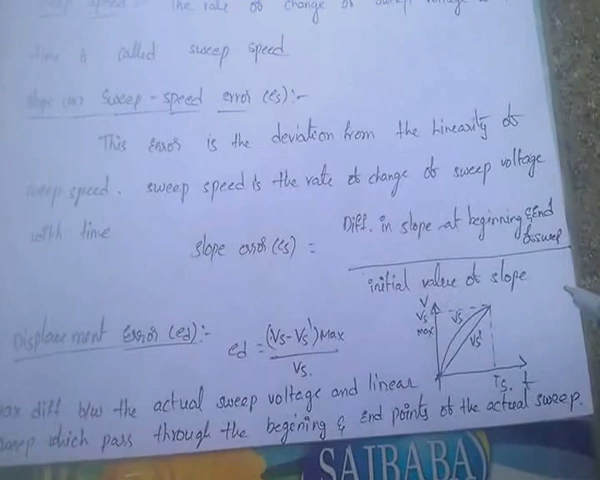 sweep speed :- The rate of change of sweep voltage
time is called sweep speed
slope (or) Sweep - speed error (es):-
This error is the deviation from the Linearity of
sweep speed. sweep speed is the rate of change of sweep voltage
with time
slope error (es) = Diff. in slope at beginning & End
of sweep
initial value of slope
Displacement Error (ed):- ed = (Vs-Vs')Max
Vs.
V
Vs
max
Vs
Vs'
Ts. t
Max diff b/w the actual sweep voltage and linear
sweep which pass through the begining & End points of the actual sweep.
SAIBABA